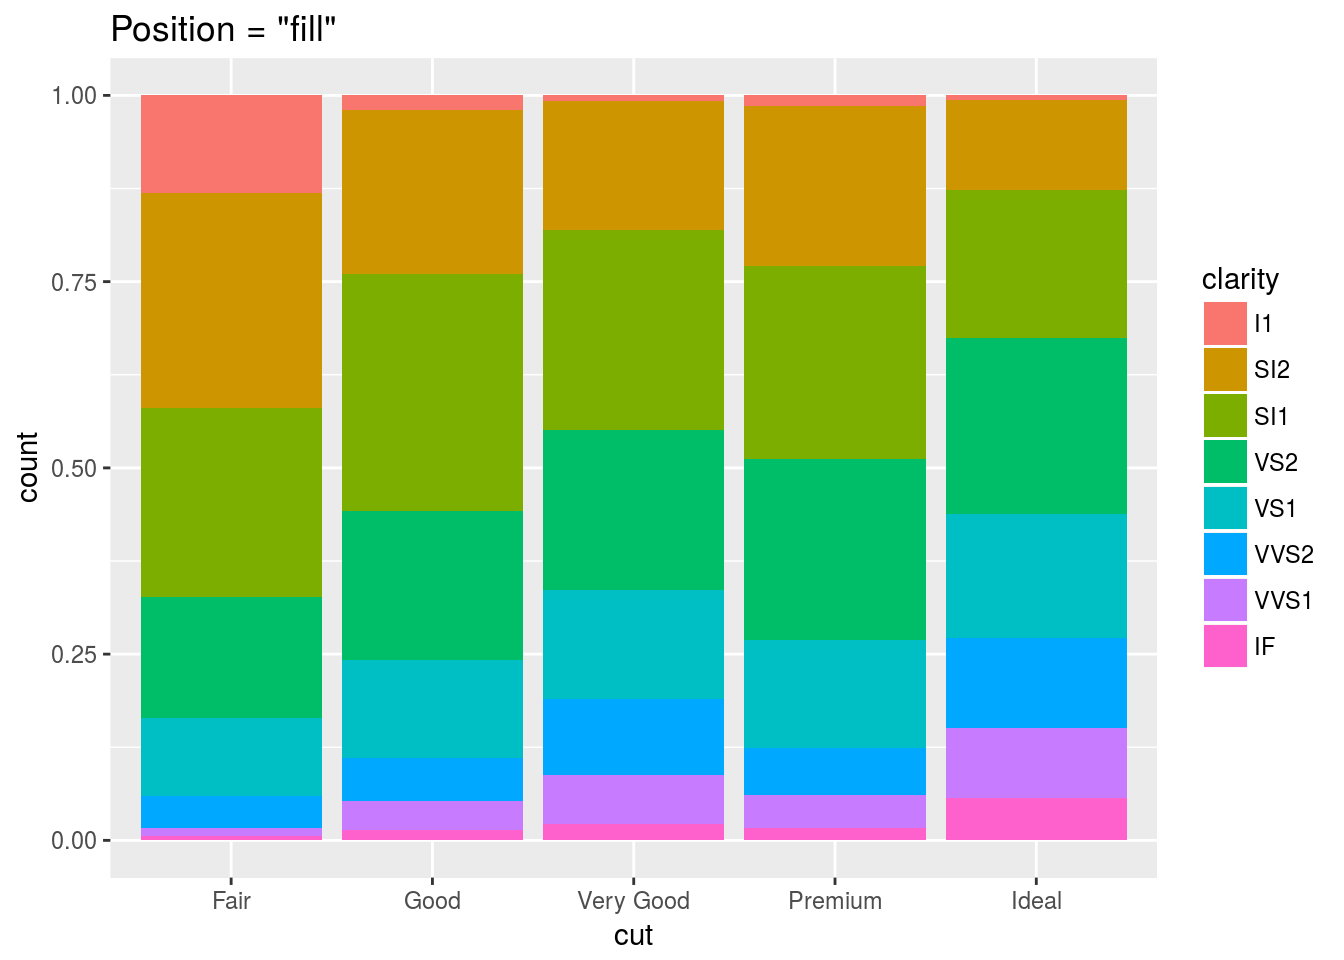 Position = "fill"
1.00
0.75
0.50
0.25
0.00
count
Fair Good Very Good Premium Ideal
cut
clarity
I1
SI2
SI1
VS2
VS1
VVS2
VVS1
IF